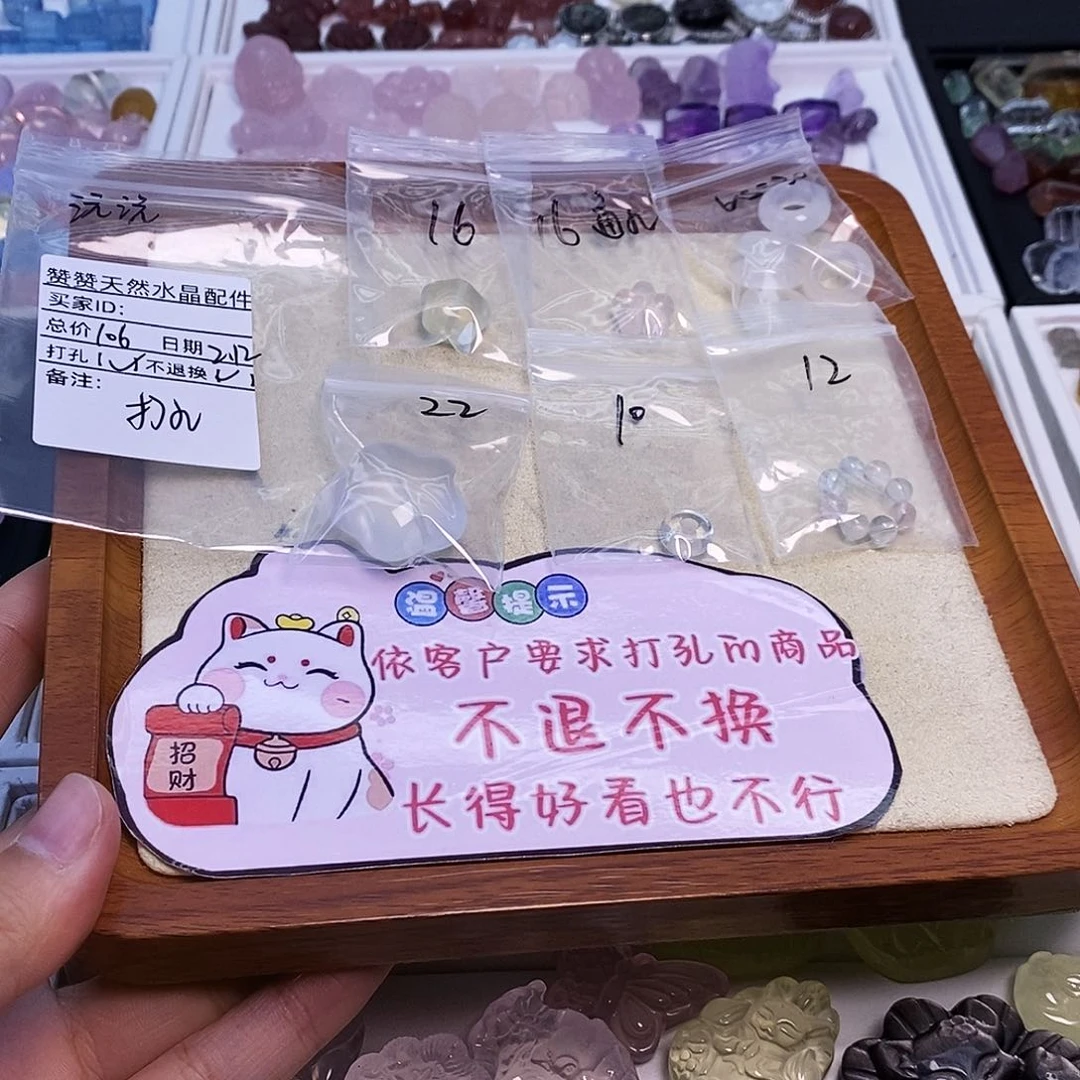 沅沅
赞赞天然水晶配件
买家ID:
总价106 日期2.12
打孔(✓不退换✓)
备注:
打孔
16
16 通孔
22
10
12
温馨提示
依客户要求打孔的商品
不退不换
长得好看也不行
招
财